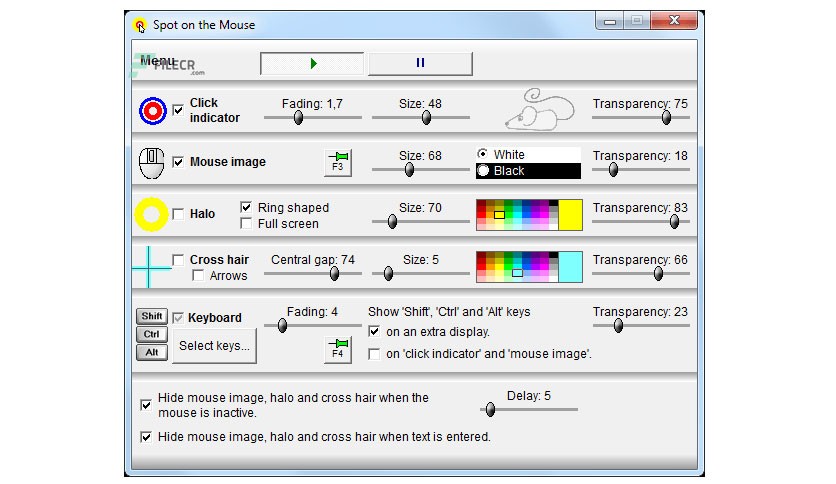 Spot on the Mouse
Menu
FILECR
.com
Click indicator
Fading: 1,7
Size: 48
Transparency: 75
Mouse image
F3
Size: 68
White
Black
Transparency: 18
Halo
Ring shaped
Full screen
Size: 70
Transparency: 83
Cross hair
Arrows
Central gap: 74
Size: 5
Transparency: 66
Shift
Ctrl
Alt
Keyboard
Select keys...
Fading: 4
F4
Show 'Shift', 'Ctrl' and 'Alt' keys
on an extra display.
on 'click indicator' and 'mouse image'.
Transparency: 23
Hide mouse image, halo and cross hair when the
mouse is inactive.
Delay: 5
Hide mouse image, halo and cross hair when text is entered.